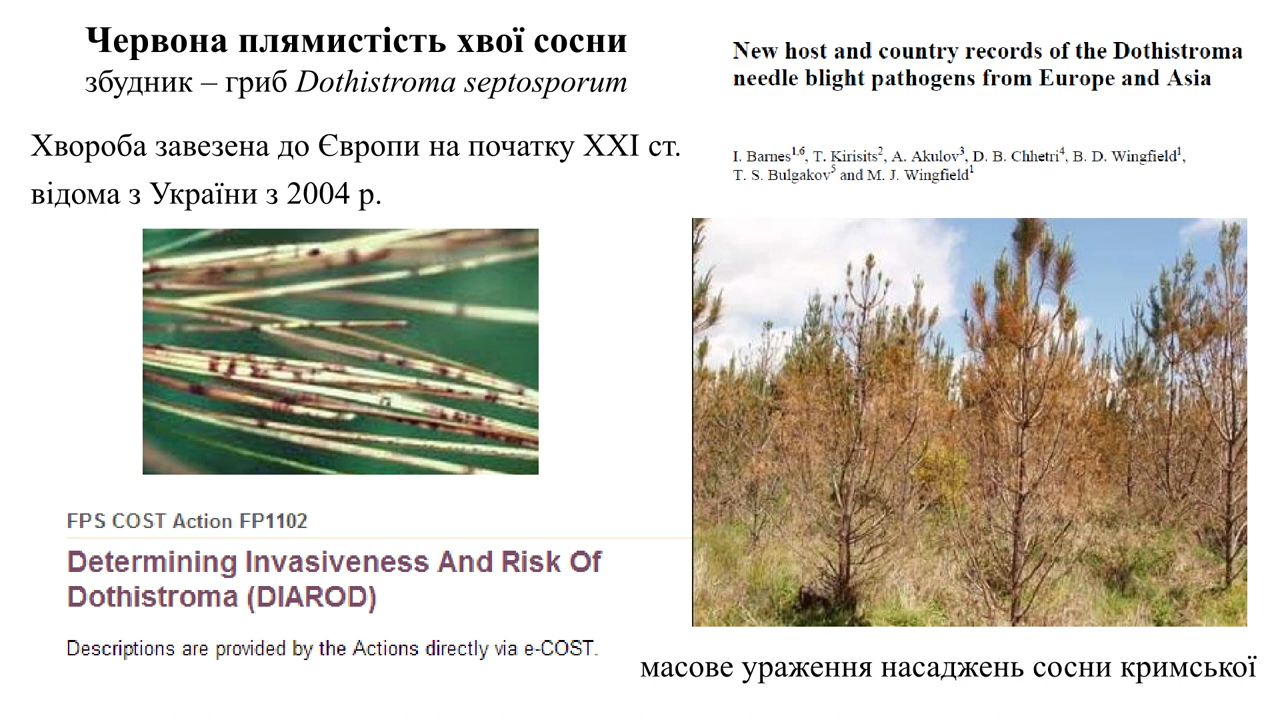 Червона плямистість хвої сосни
збудник – гриб Dothistroma septosporum
Хвороба завезена до Європи на початку XXI ст.
відома з України з 2004 р.
New host and country records of the Dothistroma
needle blight pathogens from Europe and Asia
I. Barnes1,6, T. Kirisits2, A. Akulov3, D. B. Chhetri4, B. D. Wingfield1,
T. S. Bulgakov5 and M. J. Wingfield1
FPS COST Action FP1102
Determining Invasiveness And Risk Of
Dothistroma (DIAROD)
Descriptions are provided by the Actions directly via e-COST.
масове ураження насаджень сосни кримської